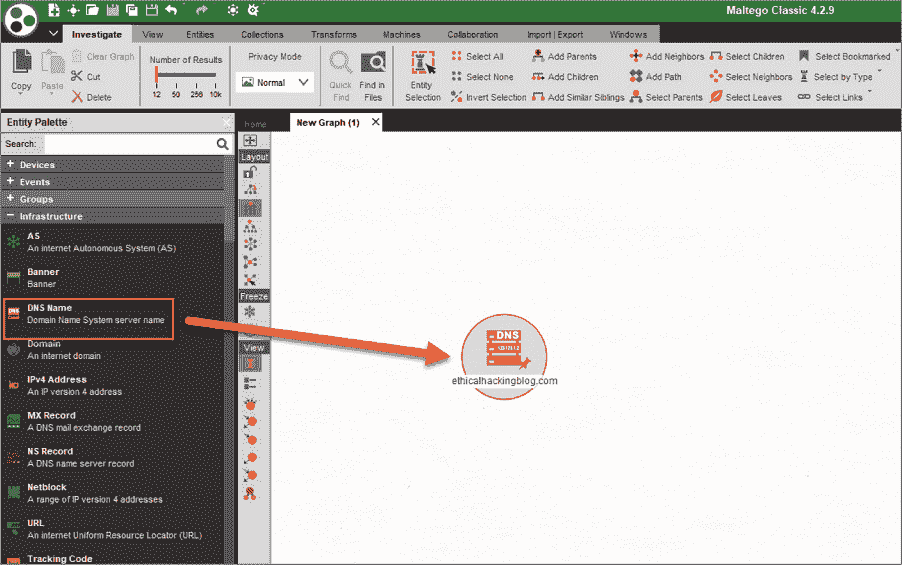 Maltego Classic 4.2.9
Investigate View Entities Collections Transforms Machines Collaboration Import | Export Windows
Copy
Paste
Clear Graph
Cut
Delete
Number of Results
12 50 256 10k
Privacy Mode
Normal
Quick Find
Find in Files
Entity Selection
Select All
Select None
Invert Selection
Add Parents
Add Children
Add Similar Siblings
Add Neighbors
Add Path
Select Parents
Select Children
Select Neighbors
Select Leaves
Select Bookmarked
Select by Type
Select Links
Entity Palette
Search:
Devices
Events
Groups
Infrastructure
AS
An internet Autonomous System (AS)
Banner
Banner
DNS Name
Domain Name System server name
Domain
An internet domain
IPv4 Address
An IP version 4 address
MX Record
A DNS mail exchange record
NS Record
A DNS name server record
Netblock
A range of IP version 4 addresses
URL
An internet Uniform Resource Locator (URL)
Tracking Code
home
New Graph (1)
Layout
Freeze
View
DNS
ethicalhackingblog.com